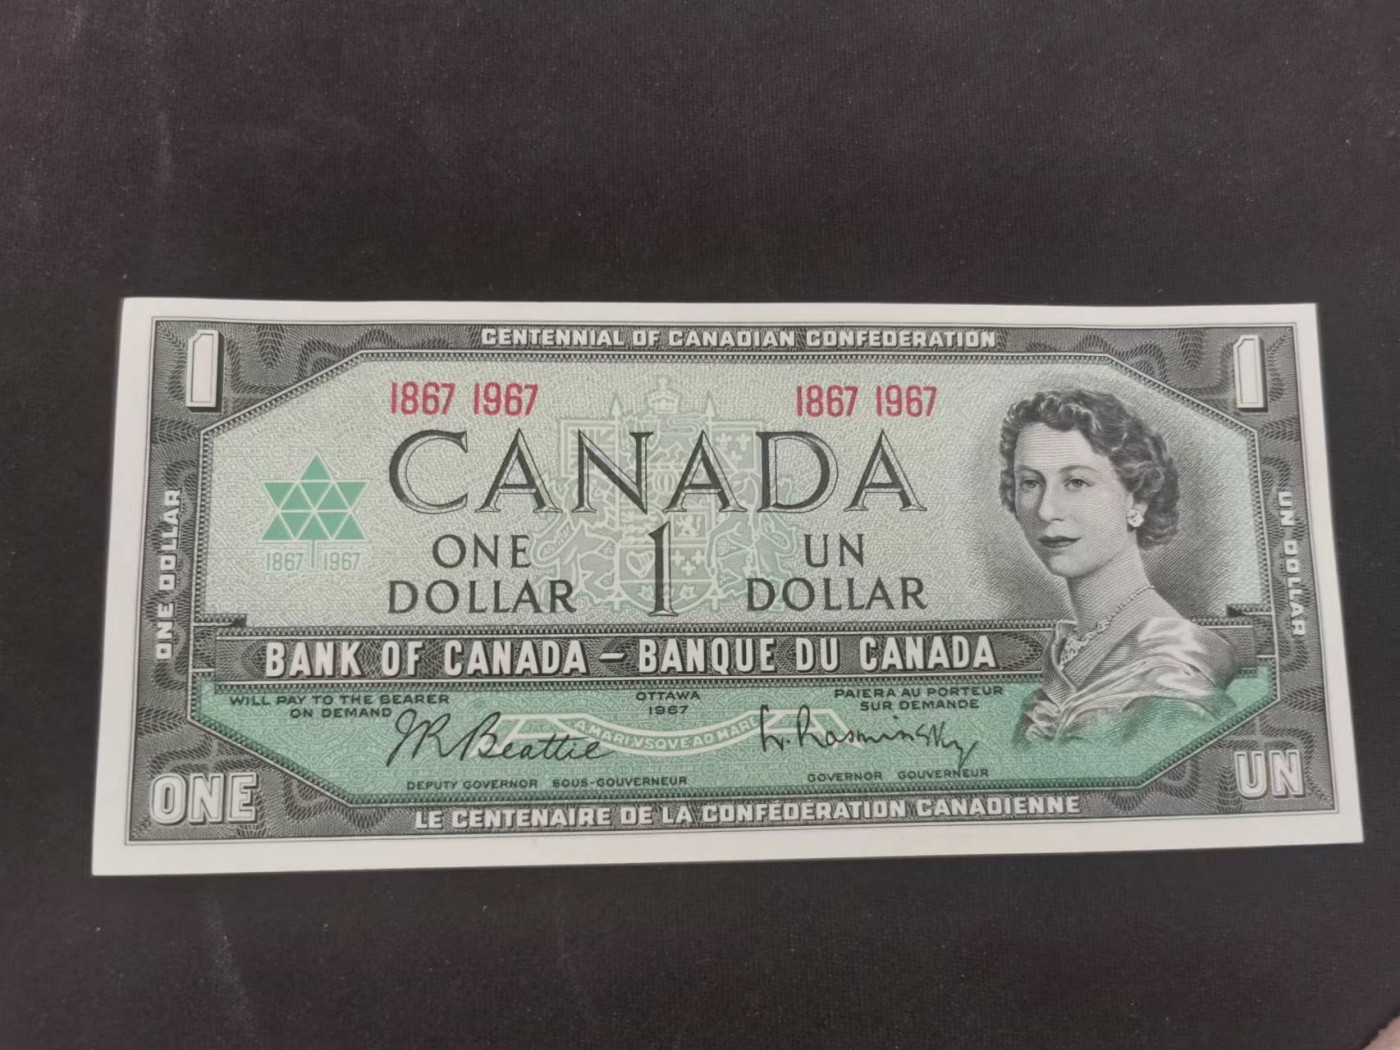 CENTENNIAL OF CANADIAN CONFEDERATION
1
1
1867 1967
1867 1967
CANADA
1867 1967
ONE
DOLLAR
1
UN
DOLLAR
ONE DOLLAR
UN DOLLAR
BANK OF CANADA – BANQUE DU CANADA
WILL PAY TO THE BEARER
ON DEMAND
OTTAWA
1967
PAIERA AU PORTEUR
SUR DEMANDE
A MARI VSQVE AD MARE
JR Beattie
L. Rasminsky
DEPUTY GOVERNOR SOUS-GOUVERNEUR
GOVERNOR GOUVERNEUR
ONE
UN
LE CENTENAIRE DE LA CONFÉDÉRATION CANADIENNE